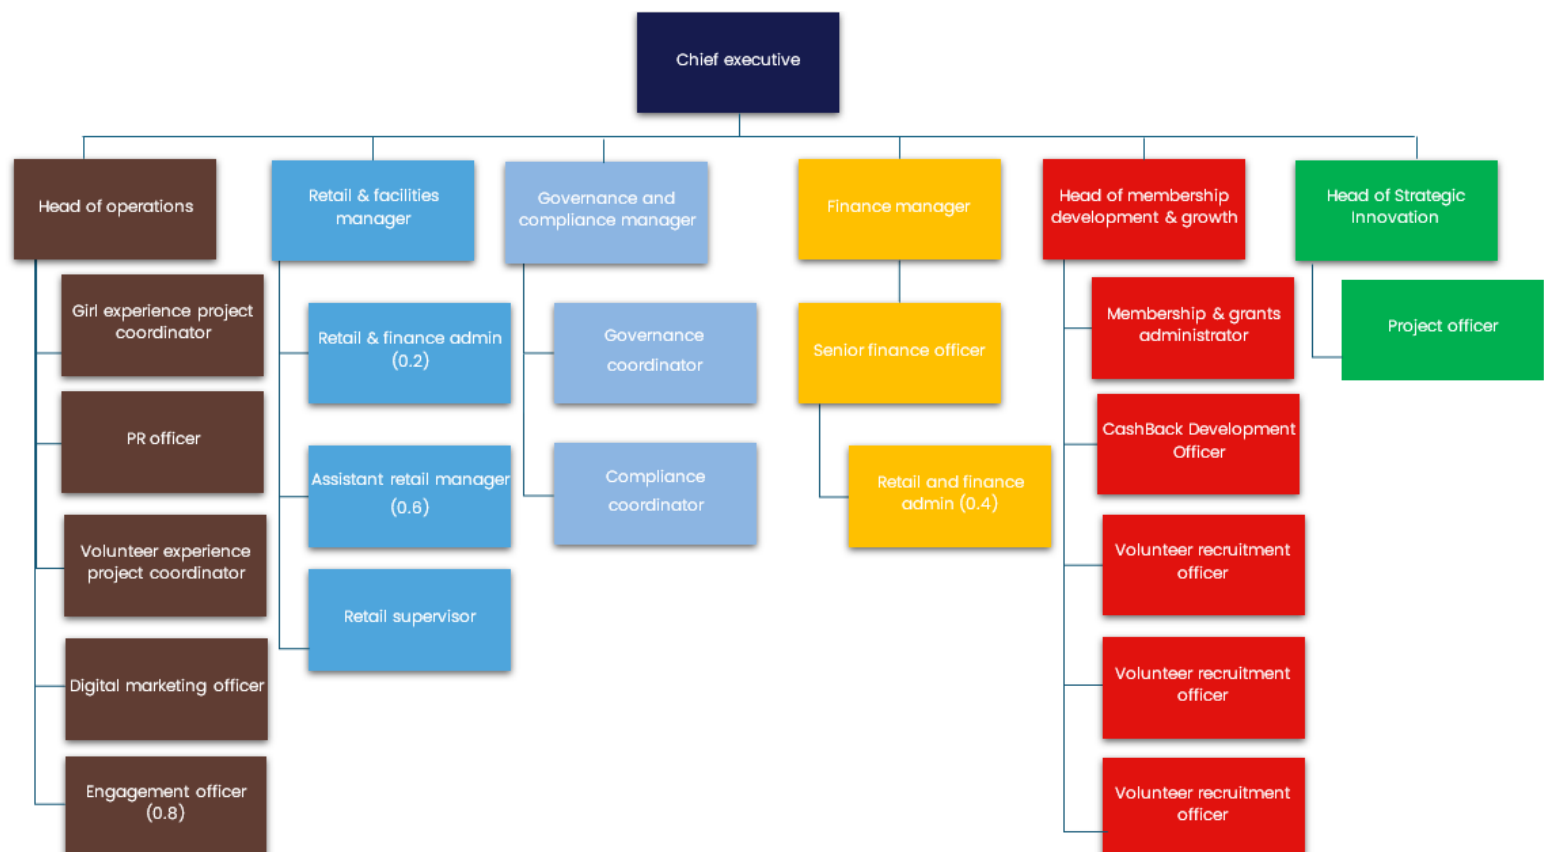 Chief executive
Head of operations
Retail & facilities
manager
Governance and
compliance manager
Finance manager
Head of membership
development & growth
Head of Strategic
Innovation
Girl experience project
coordinator
PR officer
Volunteer experience
project coordinator
Digital marketing officer
Engagement officer
(0.8)
Retail & finance admin
(0.2)
Assistant retail manager
(0.6)
Retail supervisor
Governance
coordinator
Compliance
coordinator
Senior finance officer
Retail and finance
admin (0.4)
Membership & grants
administrator
CashBack Development
Officer
Volunteer recruitment
officer
Volunteer recruitment
officer
Volunteer recruitment
officer
Project officer